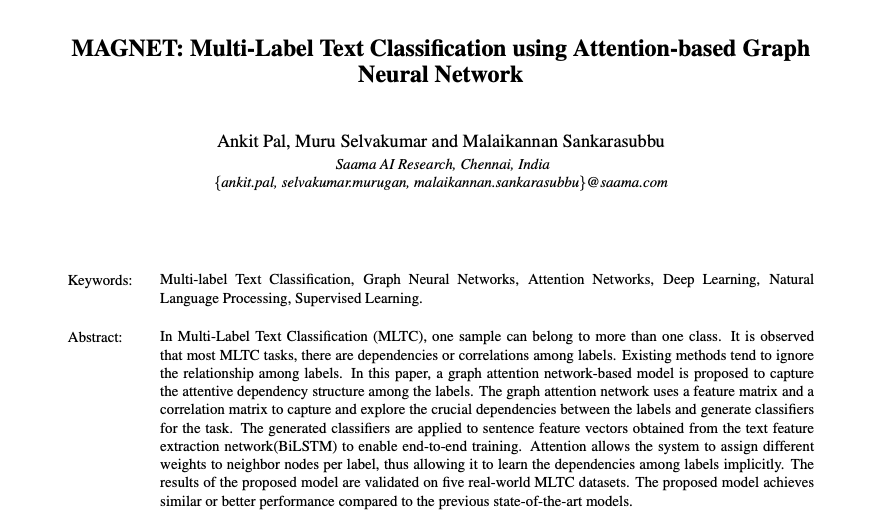 MAGNET: Multi-Label Text Classification using Attention-based Graph
Neural Network
Ankit Pal, Muru Selvakumar and Malaikannan Sankarasubbu
Saama AI Research, Chennai, India
{ankit.pal, selvakumar.murugan, malaikannan.sankarasubbu}@saama.com
Keywords: Multi-label Text Classification, Graph Neural Networks, Attention Networks, Deep Learning, Natural
Language Processing, Supervised Learning.
Abstract: In Multi-Label Text Classification (MLTC), one sample can belong to more than one class. It is observed
that most MLTC tasks, there are dependencies or correlations among labels. Existing methods tend to ignore
the relationship among labels. In this paper, a graph attention network-based model is proposed to capture
the attentive dependency structure among the labels. The graph attention network uses a feature matrix and a
correlation matrix to capture and explore the crucial dependencies between the labels and generate classifiers
for the task. The generated classifiers are applied to sentence feature vectors obtained from the text feature
extraction network(BiLSTM) to enable end-to-end training. Attention allows the system to assign different
weights to neighbor nodes per label, thus allowing it to learn the dependencies among labels implicitly. The
results of the proposed model are validated on five real-world MLTC datasets. The proposed model achieves
similar or better performance compared to the previous state-of-the-art models.